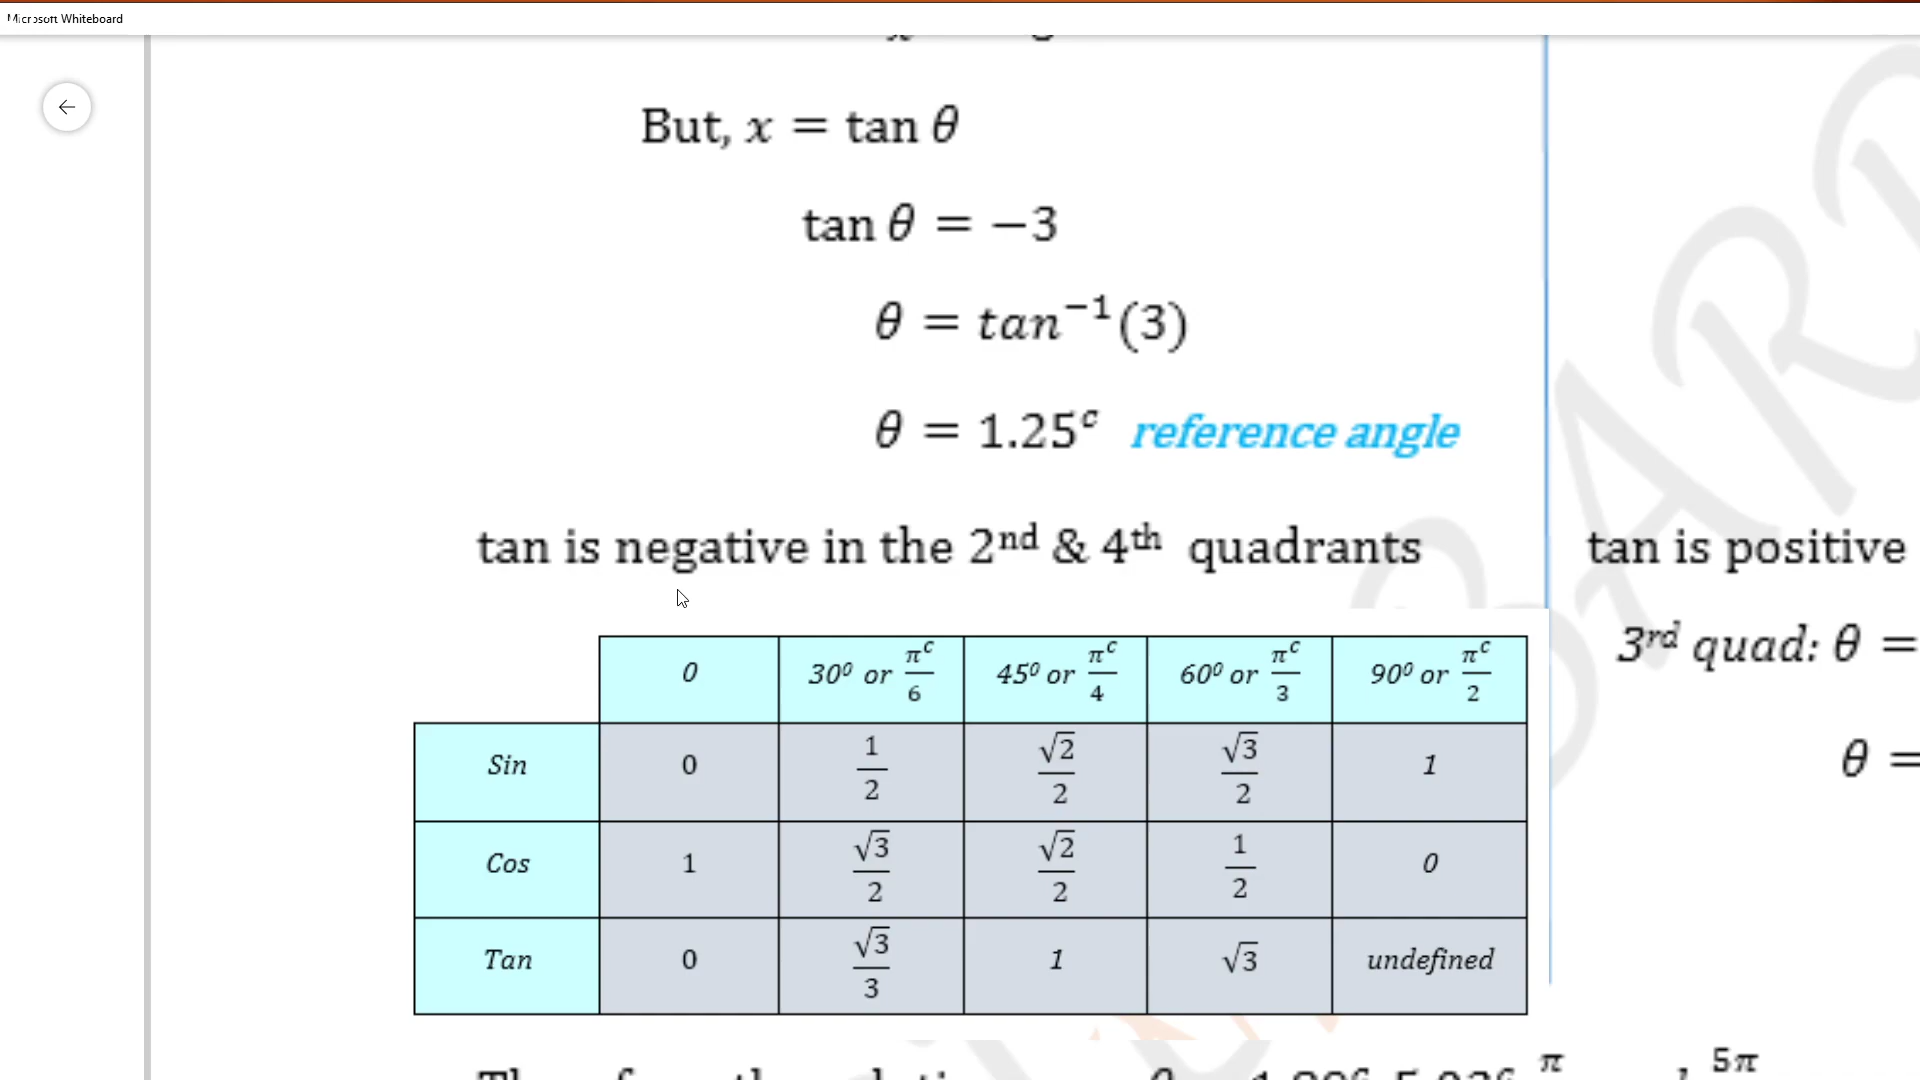 Microsoft Whiteboard
But, x = tan θ
tan θ = −3
θ = tan⁻¹(3)
θ = 1.25ᶜ reference angle
tan is negative in the 2ⁿᵈ & 4ᵗʰ quadrants
tan is positive
3ʳᵈ quad: θ =
θ =
0 30⁰ or πᶜ/6 45⁰ or πᶜ/4 60⁰ or πᶜ/3 90⁰ or πᶜ/2
Sin 0 1/2 √2/2 √3/2 1
Cos 1 √3/2 √2/2 1/2 0
Tan 0 √3/3 1 √3 undefined
π 5π